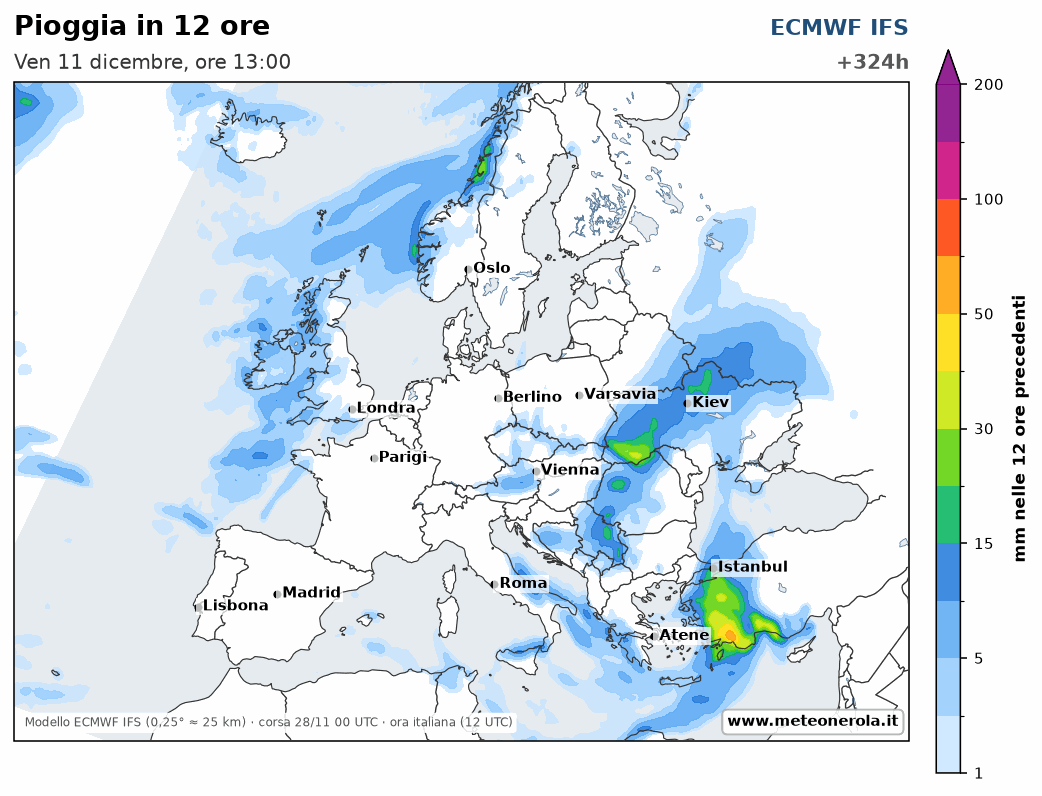 Pioggia in 12 ore
ECMWF IFS
Ven 11 dicembre, ore 13:00
+324h
200
100
50
30
15
5
1
mm nelle 12 ore precedenti
Oslo
Londra
Berlino
Varsavia
Kiev
Parigi
Vienna
Istanbul
Roma
Madrid
Lisbona
Atene
Modello ECMWF IFS (0,25° ≈ 25 km) · corsa 28/11 00 UTC · ora italiana (12 UTC)
www.meteonerola.it